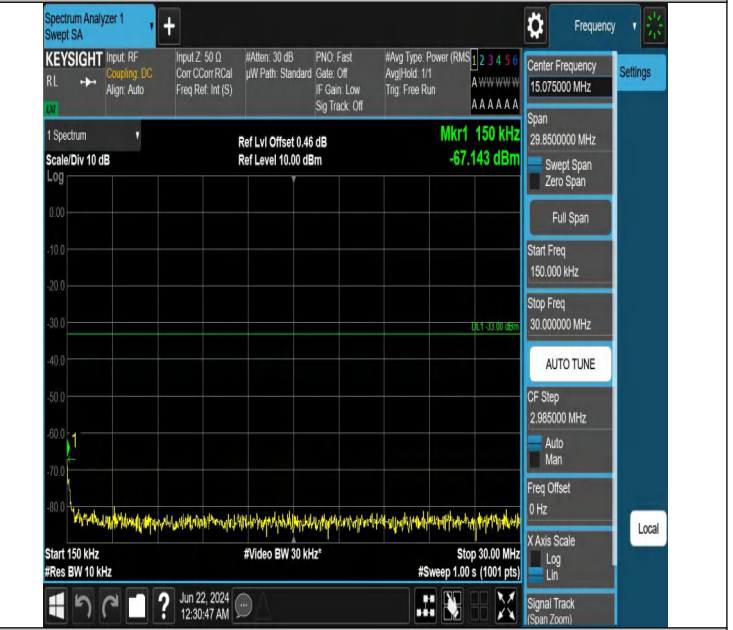 Spectrum Analyzer 1
Swept SA
+
Frequency
KEYSIGHT
RL
LXI
Input: RF
Coupling: DC
Align: Auto
Input Z: 50 Ω
Corr CCorr RCal
Freq Ref: Int (S)
#Atten: 30 dB
µW Path: Standard
PNO: Fast
Gate: Off
IF Gain: Low
Sig Track: Off
#Avg Type: Power (RMS
Avg|Hold: 1/1
Trig: Free Run
1 2 3 4 5 6
A W W W W W
A A A A A A
1 Spectrum
Scale/Div 10 dB
Ref Lvl Offset 0.46 dB
Ref Level 10.00 dBm
Mkr1 150 kHz
-67.143 dBm
Log
0.00
-10.0
-20.0
-30.0
DL1 -33.00 dBm
-40.0
-50.0
-60.0
1
-70.0
-80.0
Start 150 kHz
#Video BW 30 kHz*
Stop 30.00 MHz
#Res BW 10 kHz
#Sweep 1.00 s (1001 pts)
?
Jun 22, 2024
12:30:47 AM
Center Frequency
15.075000 MHz
Settings
Span
29.8500000 MHz
Swept Span
Zero Span
Full Span
Start Freq
150.000 kHz
Stop Freq
30.000000 MHz
AUTO TUNE
CF Step
2.985000 MHz
Auto
Man
Freq Offset
0 Hz
X Axis Scale
Log
Lin
Local
Signal Track
(Span Zoom)